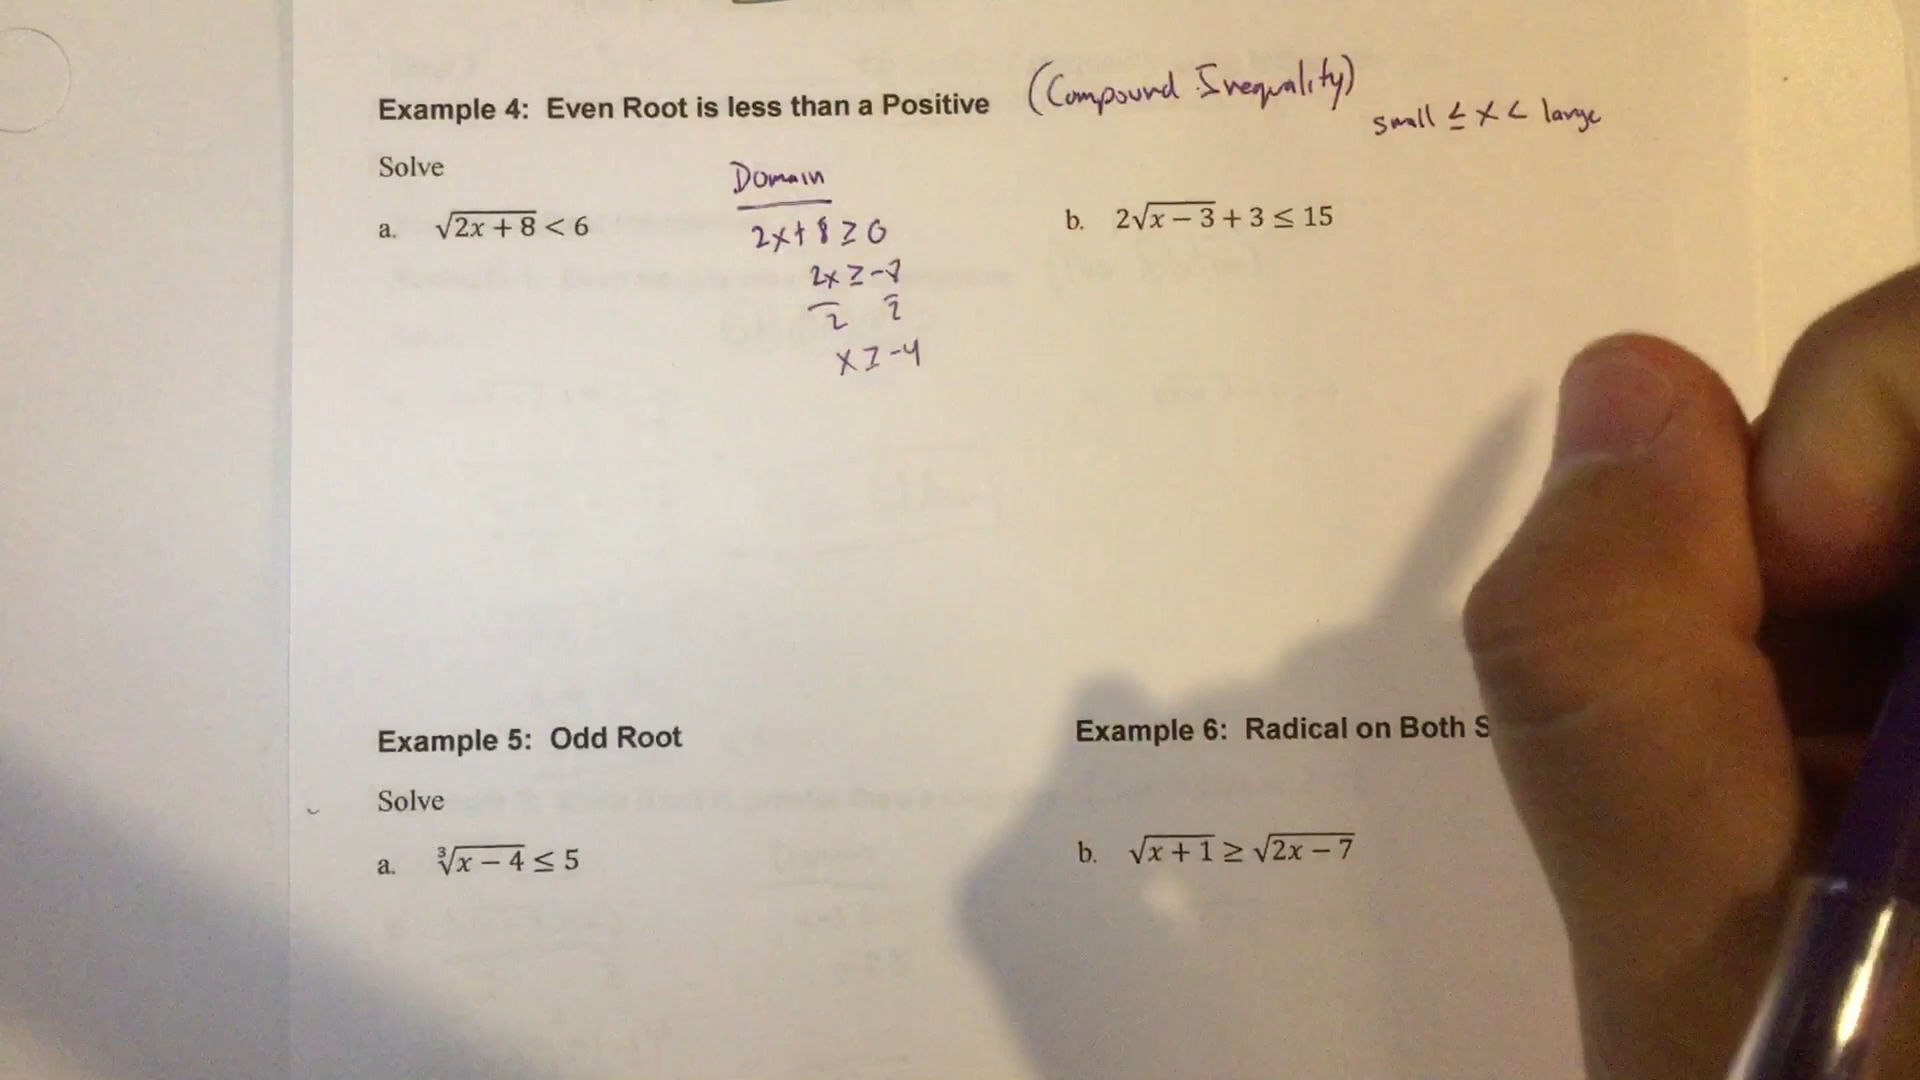 Example 4: Even Root is less than a Positive (Compound Inequality)
small ≤ x < large
Solve
a. √(2x + 8) < 6
Domain
2x + 8 ≥ 0
2x ≥ -8
2 2
x ≥ -4
b. 2√(x − 3) + 3 ≤ 15
Example 5: Odd Root
Solve
a. ∛(x − 4) ≤ 5
Example 6: Radical on Both S
b. √(x + 1) ≥ √(2x − 7)